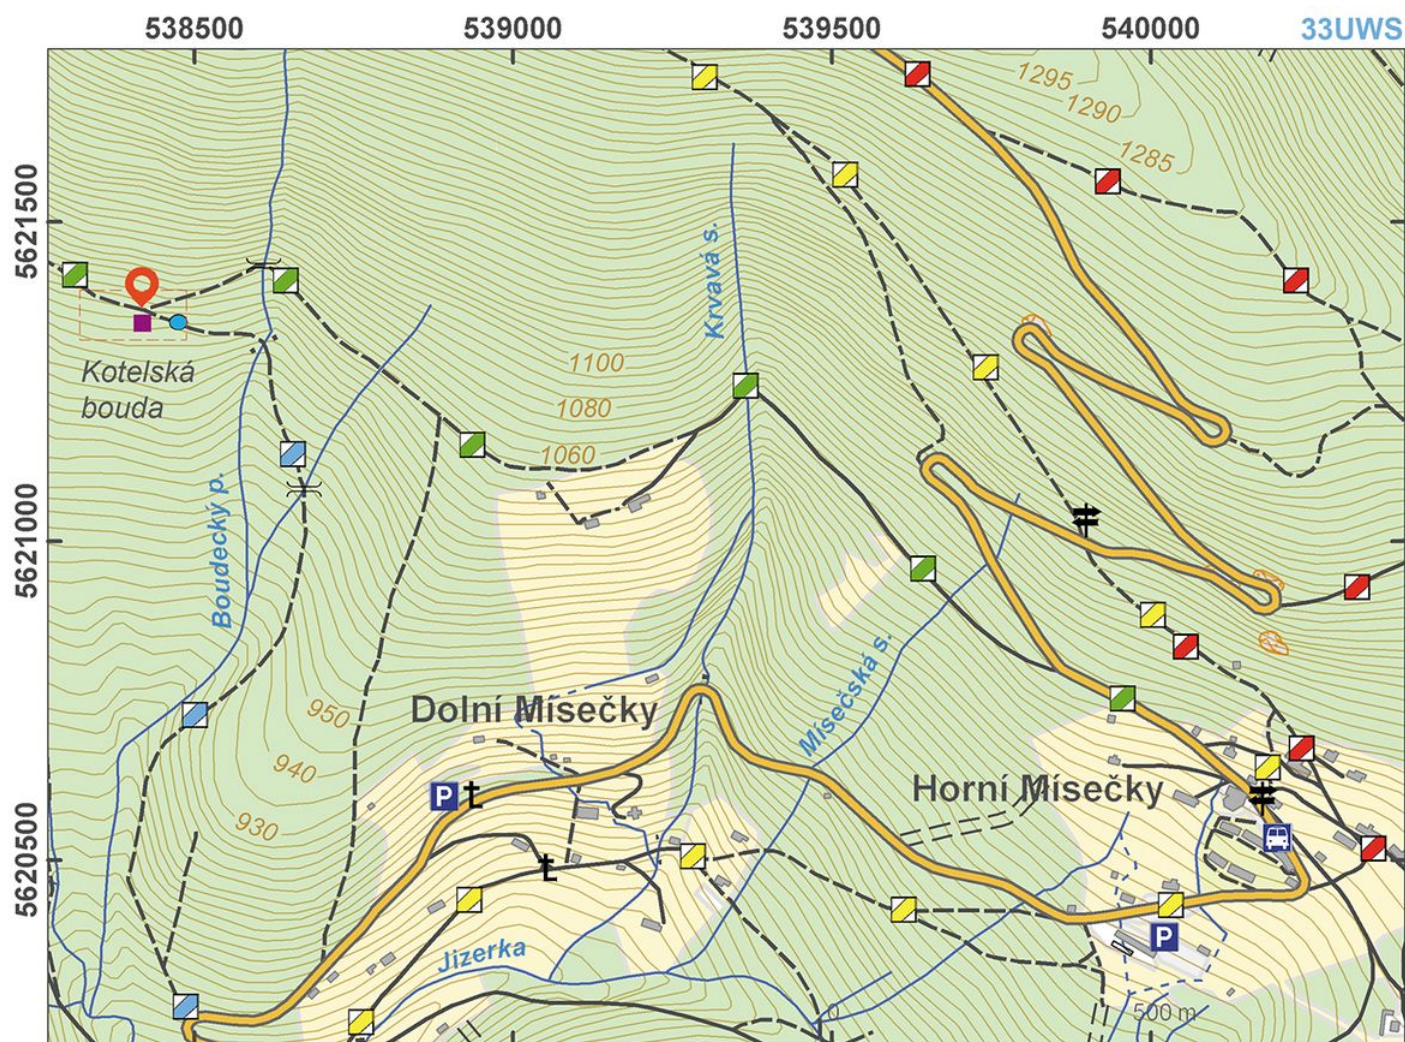 538500
539000
539500
540000
33UWS
1295
1290
1285
5621500
Krvavá s.
Kotelská
bouda
1100
1080
1060
Boudecký p.
5621000
Mísečská s.
950
Dolní Mísečky
940
P
Horní Mísečky
930
5620500
Jizerka
P
0
500 m